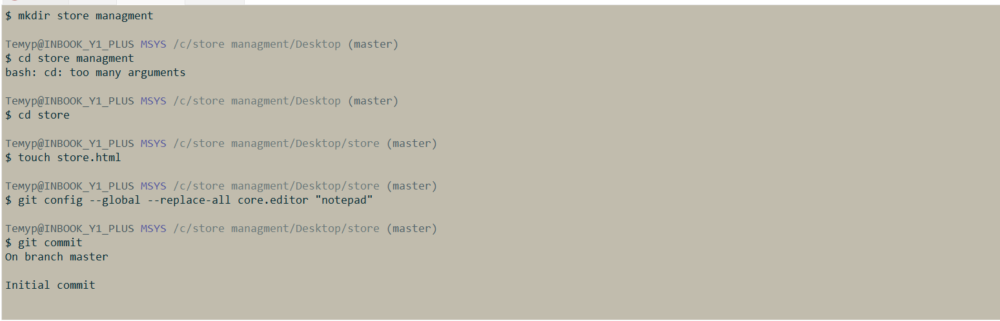 $ mkdir store managment
Темур@INBOOK_Y1_PLUS MSYS /c/store managment/Desktop (master)
$ cd store managment
bash: cd: too many arguments
Темур@INBOOK_Y1_PLUS MSYS /c/store managment/Desktop (master)
$ cd store
Темур@INBOOK_Y1_PLUS MSYS /c/store managment/Desktop/store (master)
$ touch store.html
Темур@INBOOK_Y1_PLUS MSYS /c/store managment/Desktop/store (master)
$ git config --global --replace-all core.editor "notepad"
Темур@INBOOK_Y1_PLUS MSYS /c/store managment/Desktop/store (master)
$ git commit
On branch master
Initial commit